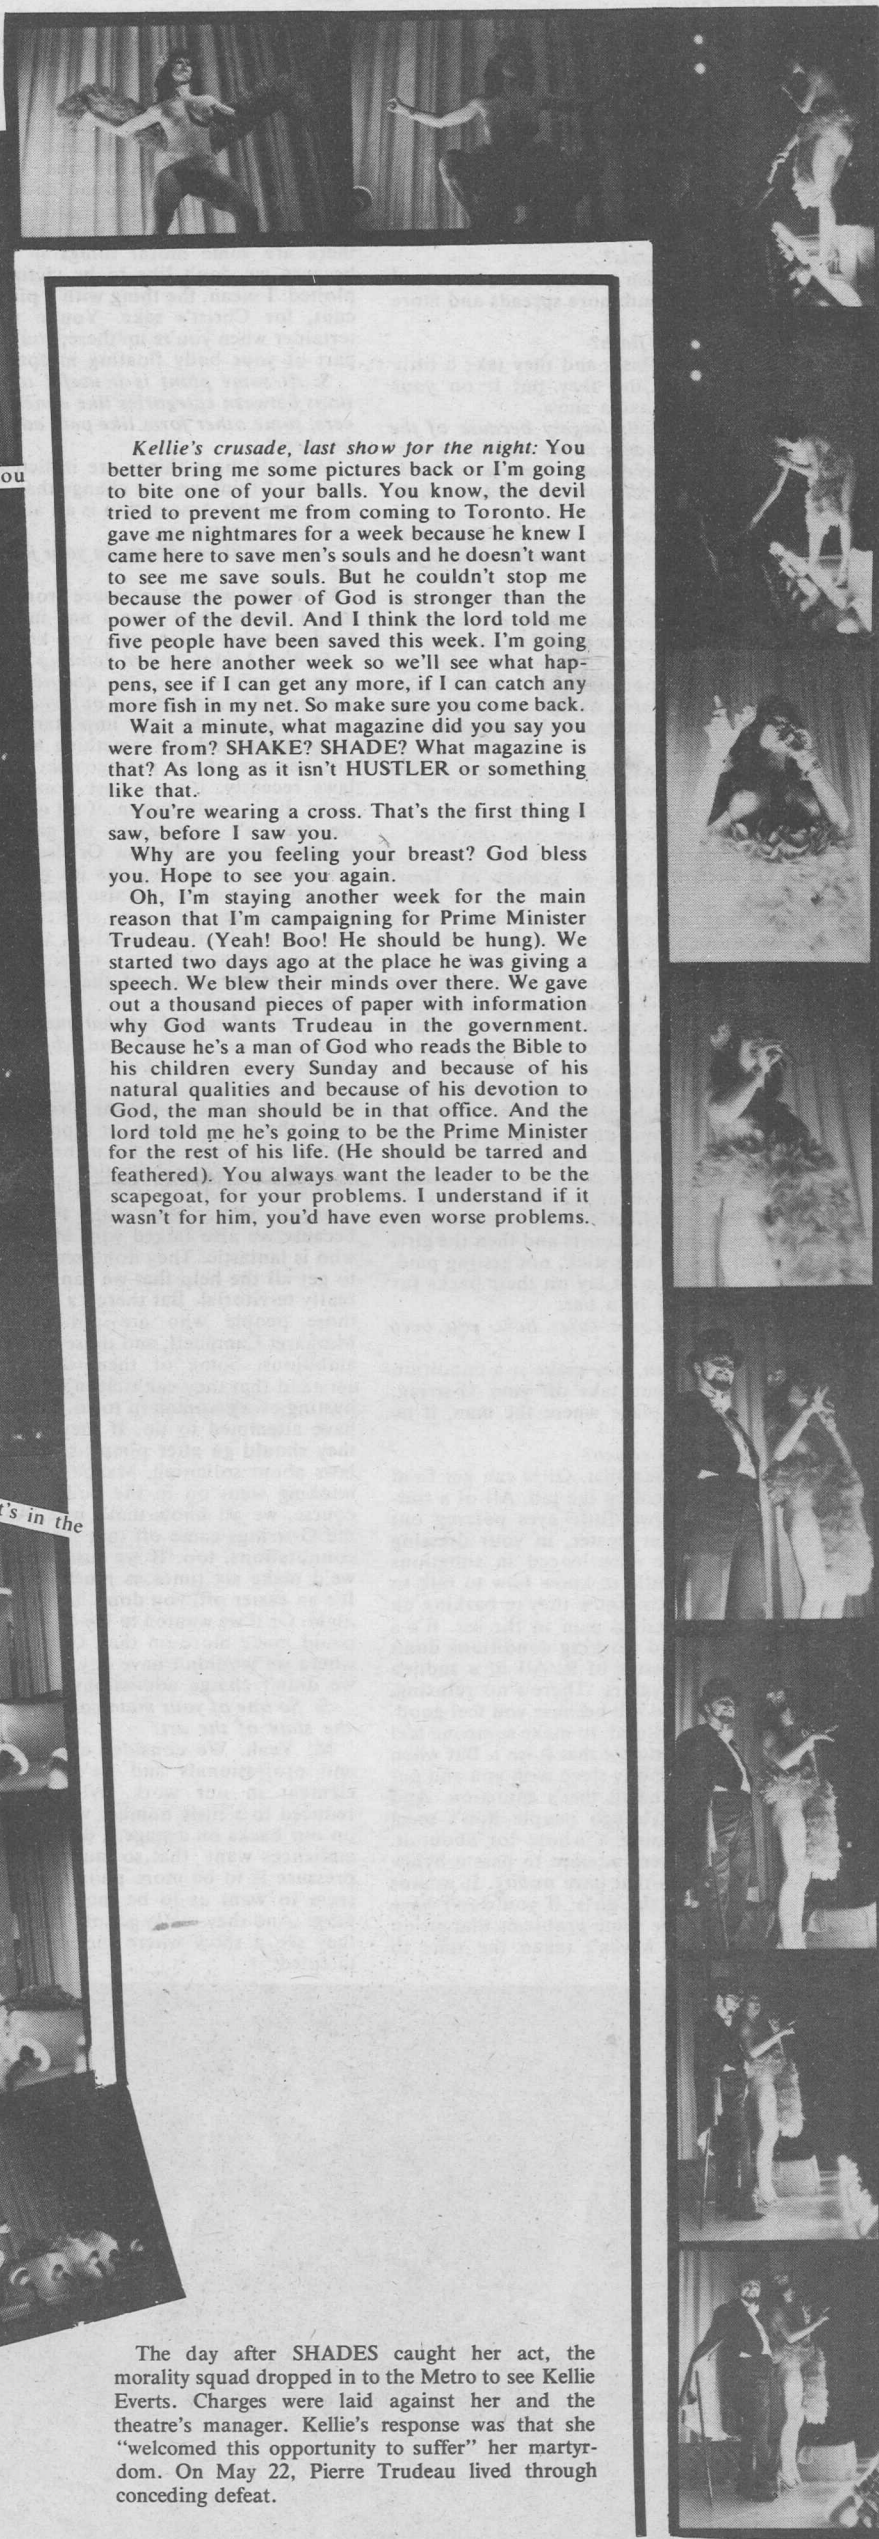 Kellie's crusade, last show for the night: You
better bring me some pictures back or I'm going
to bite one of your balls. You know, the devil
tried to prevent me from coming to Toronto. He
gave me nightmares for a week because he knew I
came here to save men's souls and he doesn't want
to see me save souls. But he couldn't stop me
because the power of God is stronger than the
power of the devil. And I think the lord told me
five people have been saved this week. I'm going
to be here another week so we'll see what hap-
pens, see if I can get any more, if I can catch any
more fish in my net. So make sure you come back.
Wait a minute, what magazine did you say you
were from? SHAKE? SHADE? What magazine is
that? As long as it isn't HUSTLER or something
like that.
You're wearing a cross. That's the first thing I
saw, before I saw you.
Why are you feeling your breast? God bless
you. Hope to see you again.
Oh, I'm staying another week for the main
reason that I'm campaigning for Prime Minister
Trudeau. (Yeah! Boo! He should be hung). We
started two days ago at the place he was giving a
speech. We blew their minds over there. We gave
out a thousand pieces of paper with information
why God wants Trudeau in the government.
Because he's a man of God who reads the Bible to
his children every Sunday and because of his
natural qualities and because of his devotion to
God, the man should be in that office. And the
lord told me he's going to be the Prime Minister
for the rest of his life. (He should be tarred and
feathered). You always want the leader to be the
scapegoat, for your problems. I understand if it
wasn't for him, you'd have even worse problems.
ou
t's in the
The day after SHADES caught her act, the
morality squad dropped in to the Metro to see Kellie
Everts. Charges were laid against her and the
theatre's manager. Kellie's response was that she
"welcomed this opportunity to suffer" her martyr-
dom. On May 22, Pierre Trudeau lived through
conceding defeat.